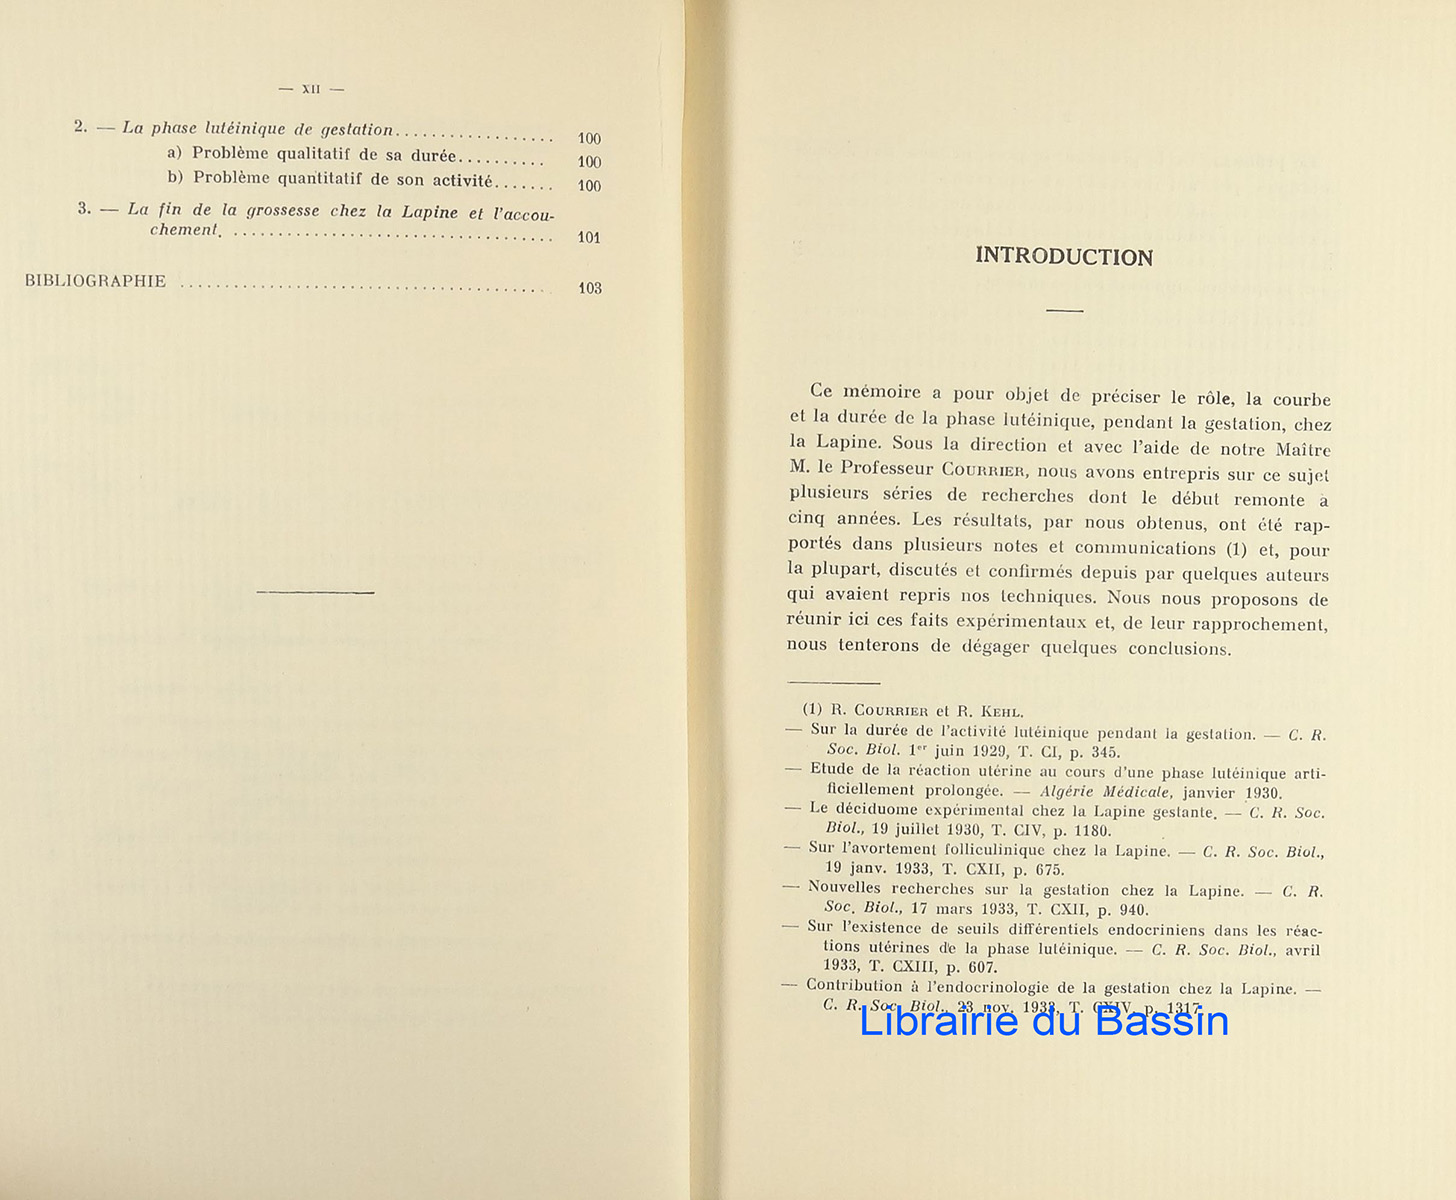 — XII —
2. — La phase lutéinique de gestation.................. 100
a) Problème qualitatif de sa durée.......... 100
b) Problème quantitatif de son activité....... 100
3. — La fin de la grossesse chez la Lapine et l'accou-
chement. .................................... 101
BIBLIOGRAPHIE ........................................ 103
INTRODUCTION
Ce mémoire a pour objet de préciser le rôle, la courbe
et la durée de la phase lutéinique, pendant la gestation, chez
la Lapine. Sous la direction et avec l'aide de notre Maître
M. le Professeur COURRIER, nous avons entrepris sur ce sujet
plusieurs séries de recherches dont le début remonte à
cinq années. Les résultats, par nous obtenus, ont été rap-
portés dans plusieurs notes et communications (1) et, pour
la plupart, discutés et confirmés depuis par quelques auteurs
qui avaient repris nos techniques. Nous nous proposons de
réunir ici ces faits expérimentaux et, de leur rapprochement,
nous tenterons de dégager quelques conclusions.
(1) R. COURRIER et R. KEHL.
— Sur la durée de l'activité lutéinique pendant la gestation. — C. R.
Soc. Biol. 1er juin 1929, T. CI, p. 345.
— Etude de la réaction utérine au cours d'une phase lutéinique arti-
ficiellement prolongée. — Algérie Médicale, janvier 1930.
— Le déciduome expérimental chez la Lapine gestante. — C. R. Soc.
Biol., 19 juillet 1930, T. CIV, p. 1180.
— Sur l'avortement folliculinique chez la Lapine. — C. R. Soc. Biol.,
19 janv. 1933, T. CXII, p. 675.
— Nouvelles recherches sur la gestation chez la Lapine. — C. R.
Soc. Biol., 17 mars 1933, T. CXII, p. 940.
— Sur l'existence de seuils différentiels endocriniens dans les réac-
tions utérines de la phase lutéinique. — C. R. Soc. Biol., avril
1933, T. CXIII, p. 607.
— Contribution à l'endocrinologie de la gestation chez la Lapine. —
C. R. Soc. Biol., 23 nov. 1933, T. CXIV, p. 1317.
Librairie du Bassin